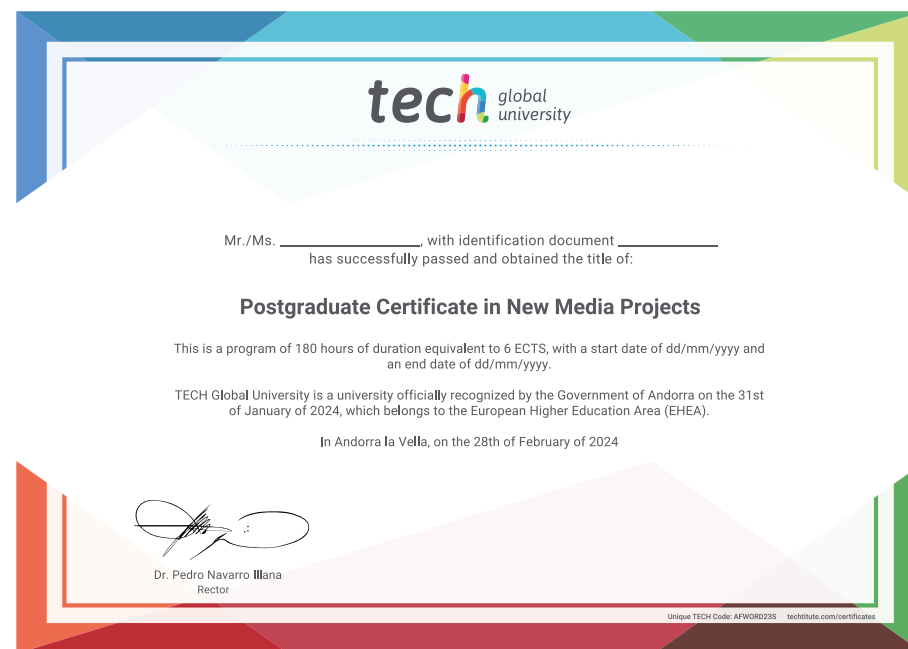 tech global
university
Mr./Ms. ____________, with identification document ____________
has successfully passed and obtained the title of:
Postgraduate Certificate in New Media Projects
This is a program of 180 hours of duration equivalent to 6 ECTS, with a start date of dd/mm/yyyy and
an end date of dd/mm/yyyy.
TECH Global University is a university officially recognized by the Government of Andorra on the 31st
of January of 2024, which belongs to the European Higher Education Area (EHEA).
In Andorra la Vella, on the 28th of February of 2024
Dr. Pedro Navarro Illana
Rector
Unique TECH Code: AFWORD23S techtitute.com/certificates